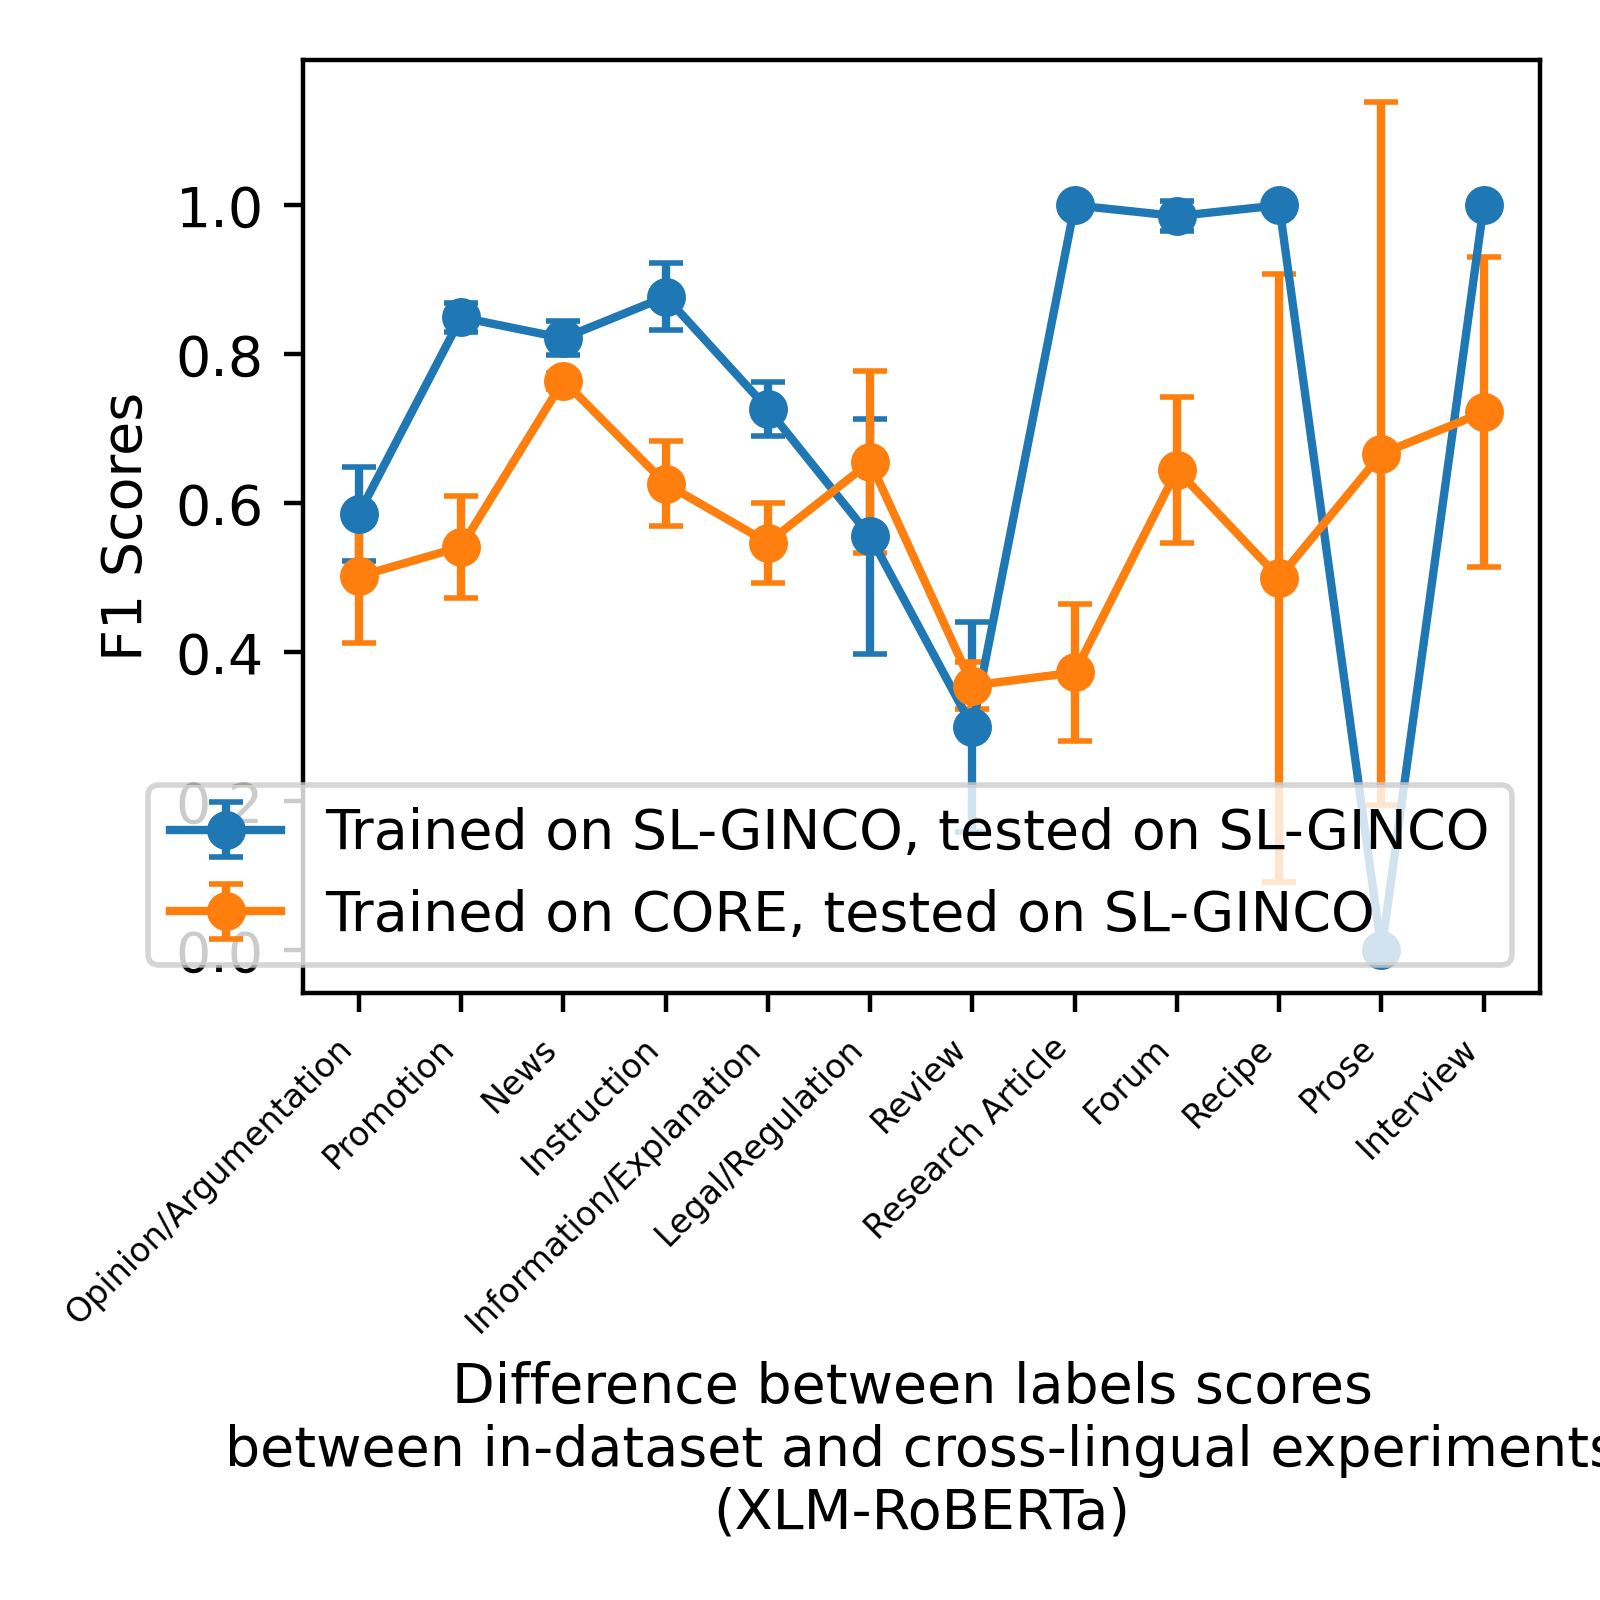 F1 Scores
1.0
0.8
0.6
0.4
0.2
0.0
Trained on SL-GINCO, tested on SL-GINCO
Trained on CORE, tested on SL-GINCO
Opinion/Argumentation
Promotion
News
Instruction
Information/Explanation
Legal/Regulation
Review
Research Article
Forum
Recipe
Prose
Interview
Difference between labels scores
between in-dataset and cross-lingual experiments
(XLM-RoBERTa)